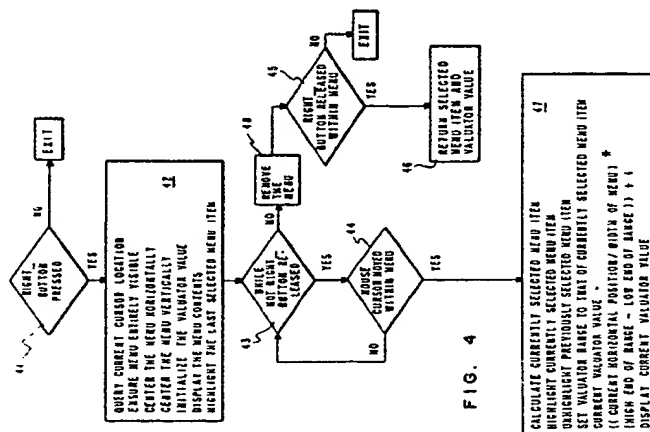 RIGHT
BUTTON
PRESSED
NO
EXIT
41
YES
42
QUERY CURRENT CURSOR LOCATION
ENSURE MENU ENTIRELY VISIBLE
CENTER THE MENU HORIZONTALLY
CENTER THE MENU VERTICALLY
INITIALIZE THE VALUATOR VALUE
DISPLAY THE MENU CONTENTS
HIGHLIGHT THE LAST SELECTED MENU ITEM
WHILE
NOT RIGHT
BUTTON RE-
LEASED
43
NO
REMOVE
THE
MENU
48
45
RIGHT
BUTTON RELEASED
WITHIN MENU
NO
EXIT
YES
RETURN SELECTED
MENU ITEM AND
VALUATOR VALUE
46
YES
44
MOUSE
CURSOR MOVED
WITHIN MENU
NO
YES
47
CALCULATE CURRENTLY SELECTED MENU ITEM
HIGHLIGHT CURRENTLY SELECTED MENU ITEM
UNHIGHLIGHT PREVIOUSLY SELECTED MENU ITEM
SET VALUATOR RANGE TO THAT OF CURRENTLY SELECTED MENU ITEM
CURRENT VALUATOR VALUE =
(( CURRENT HORIZONTAL POSITION / WIDTH OF MENU) *
(HIGH END OF RANGE - LOW END OF RANGE)) + 1
DISPLAY CURRENT VALUATOR VALUE
FIG. 4